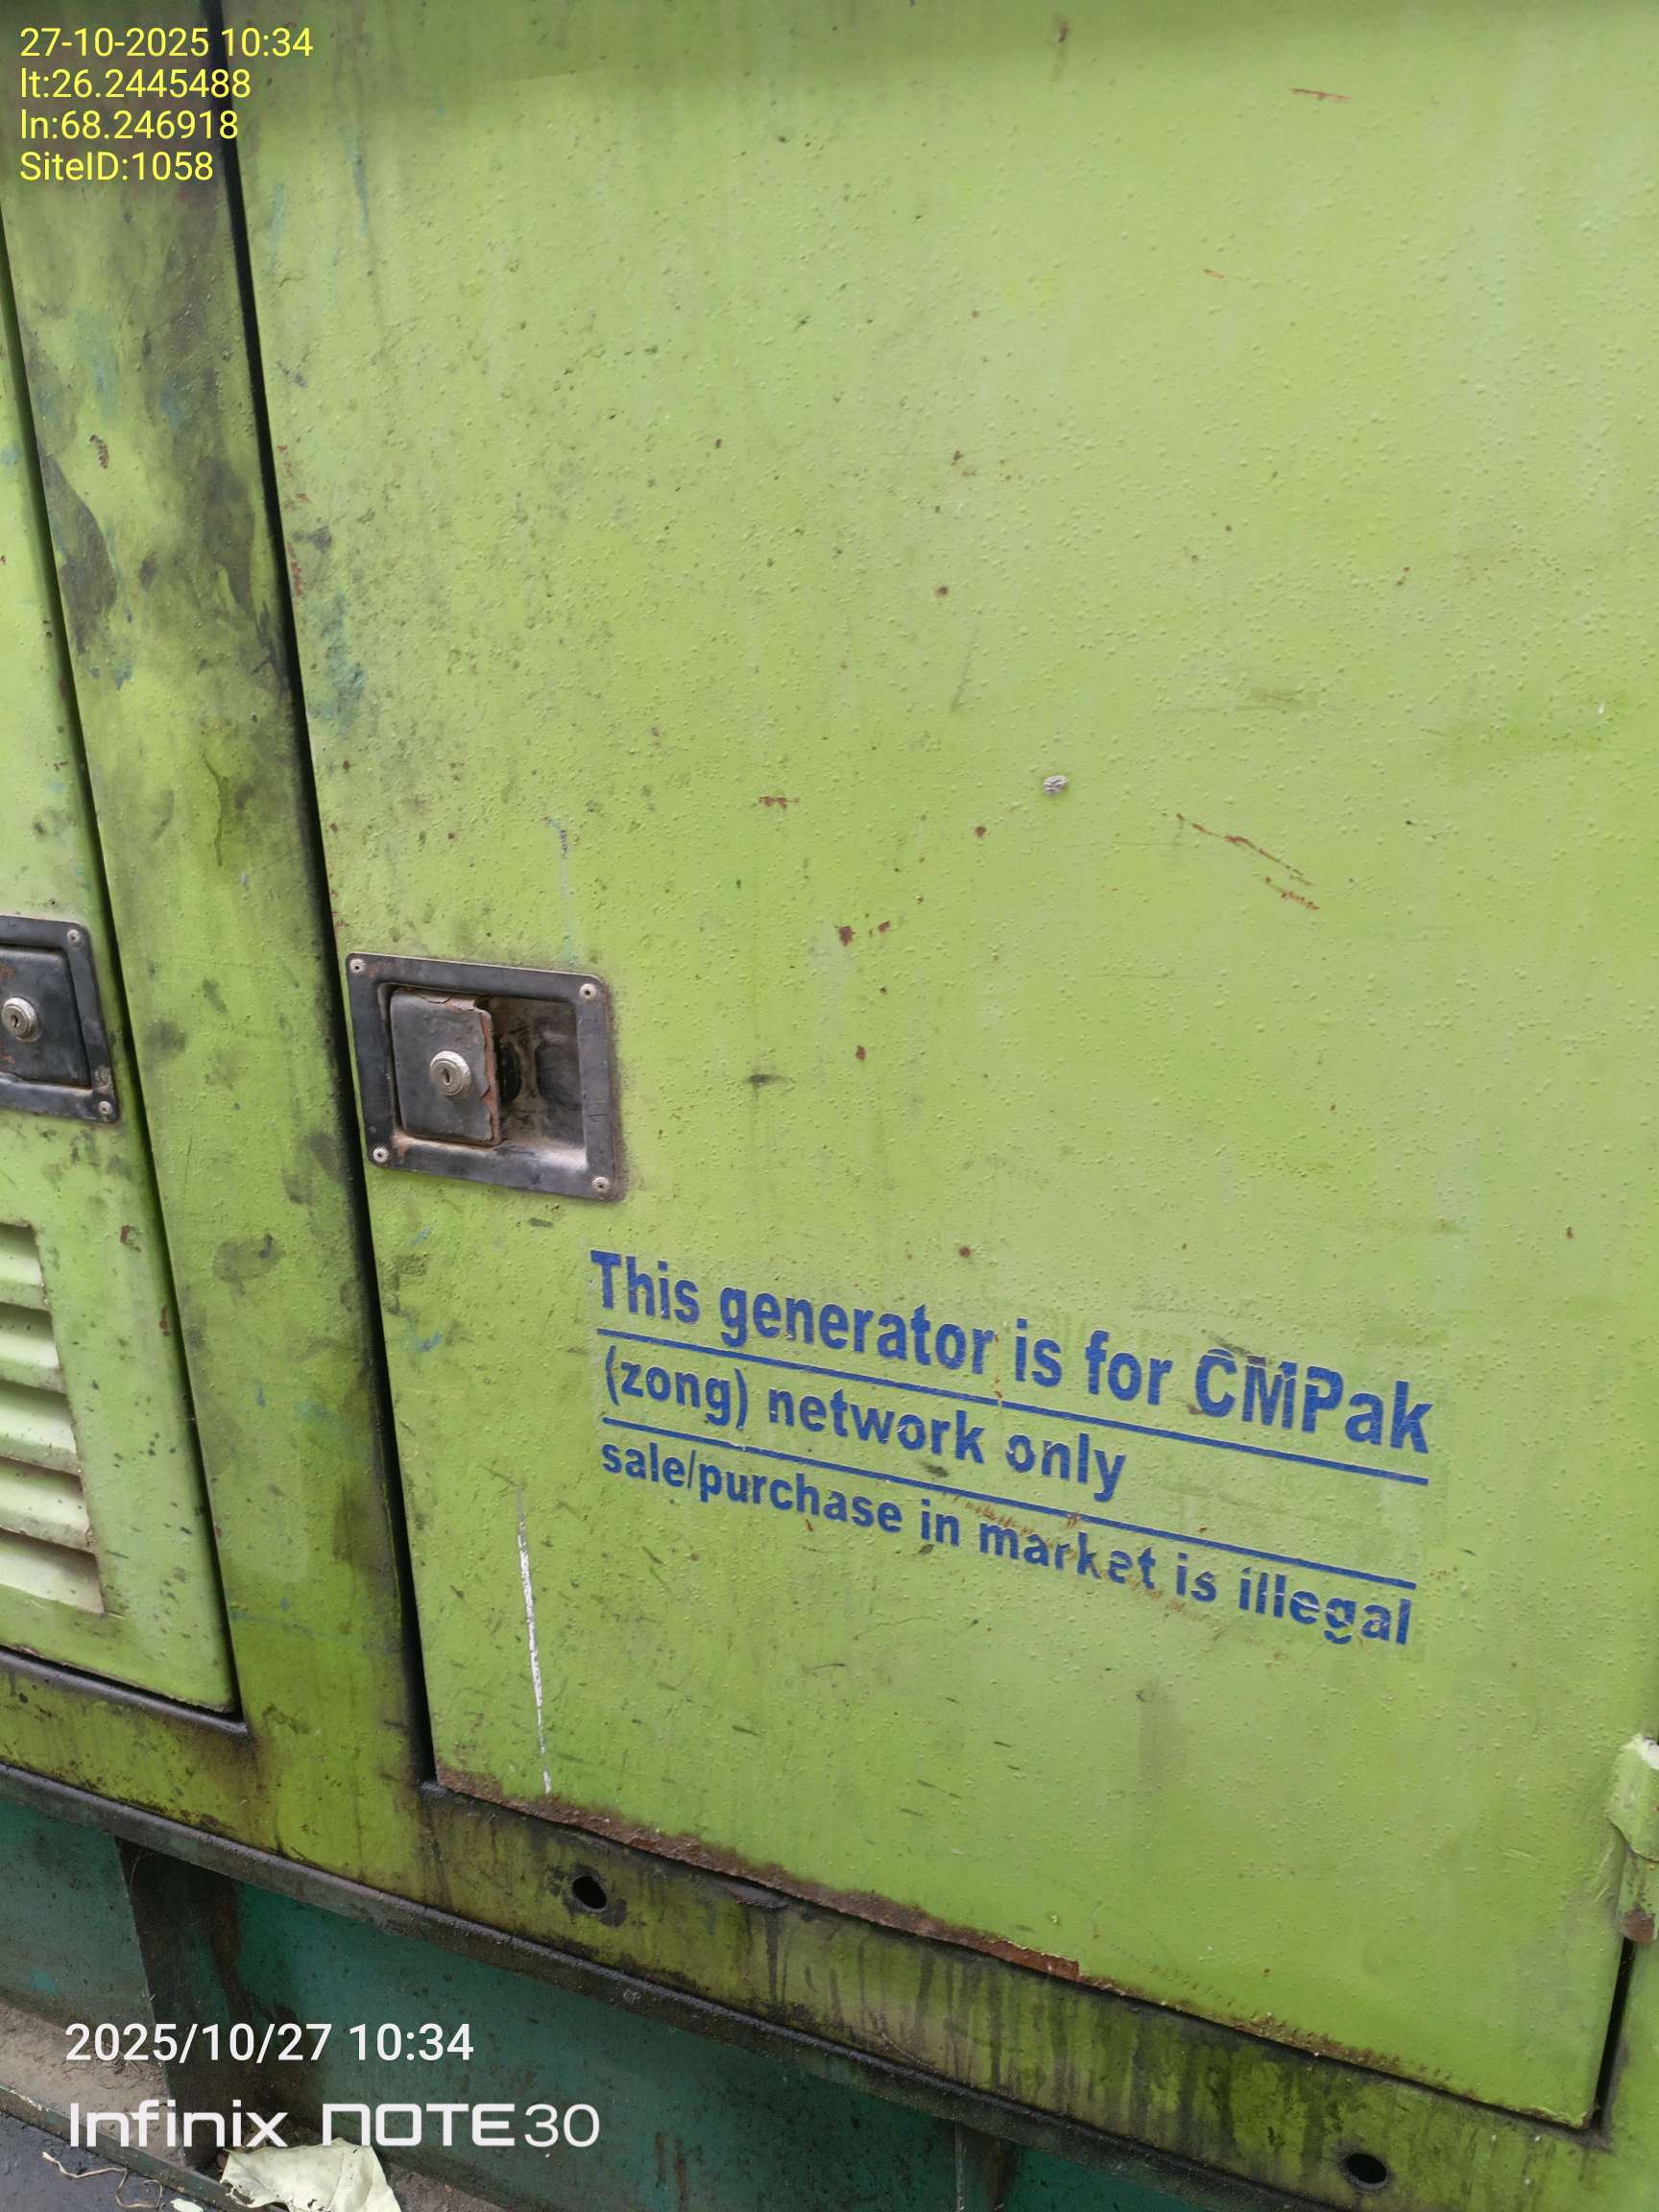 27-10-2025 10:34
lt:26.2445488
ln:68.246918
SiteID:1058
This generator is for CMPak
(zong) network only
sale/purchase in market is illegal
2025/10/27 10:34
Infinix NOTE30